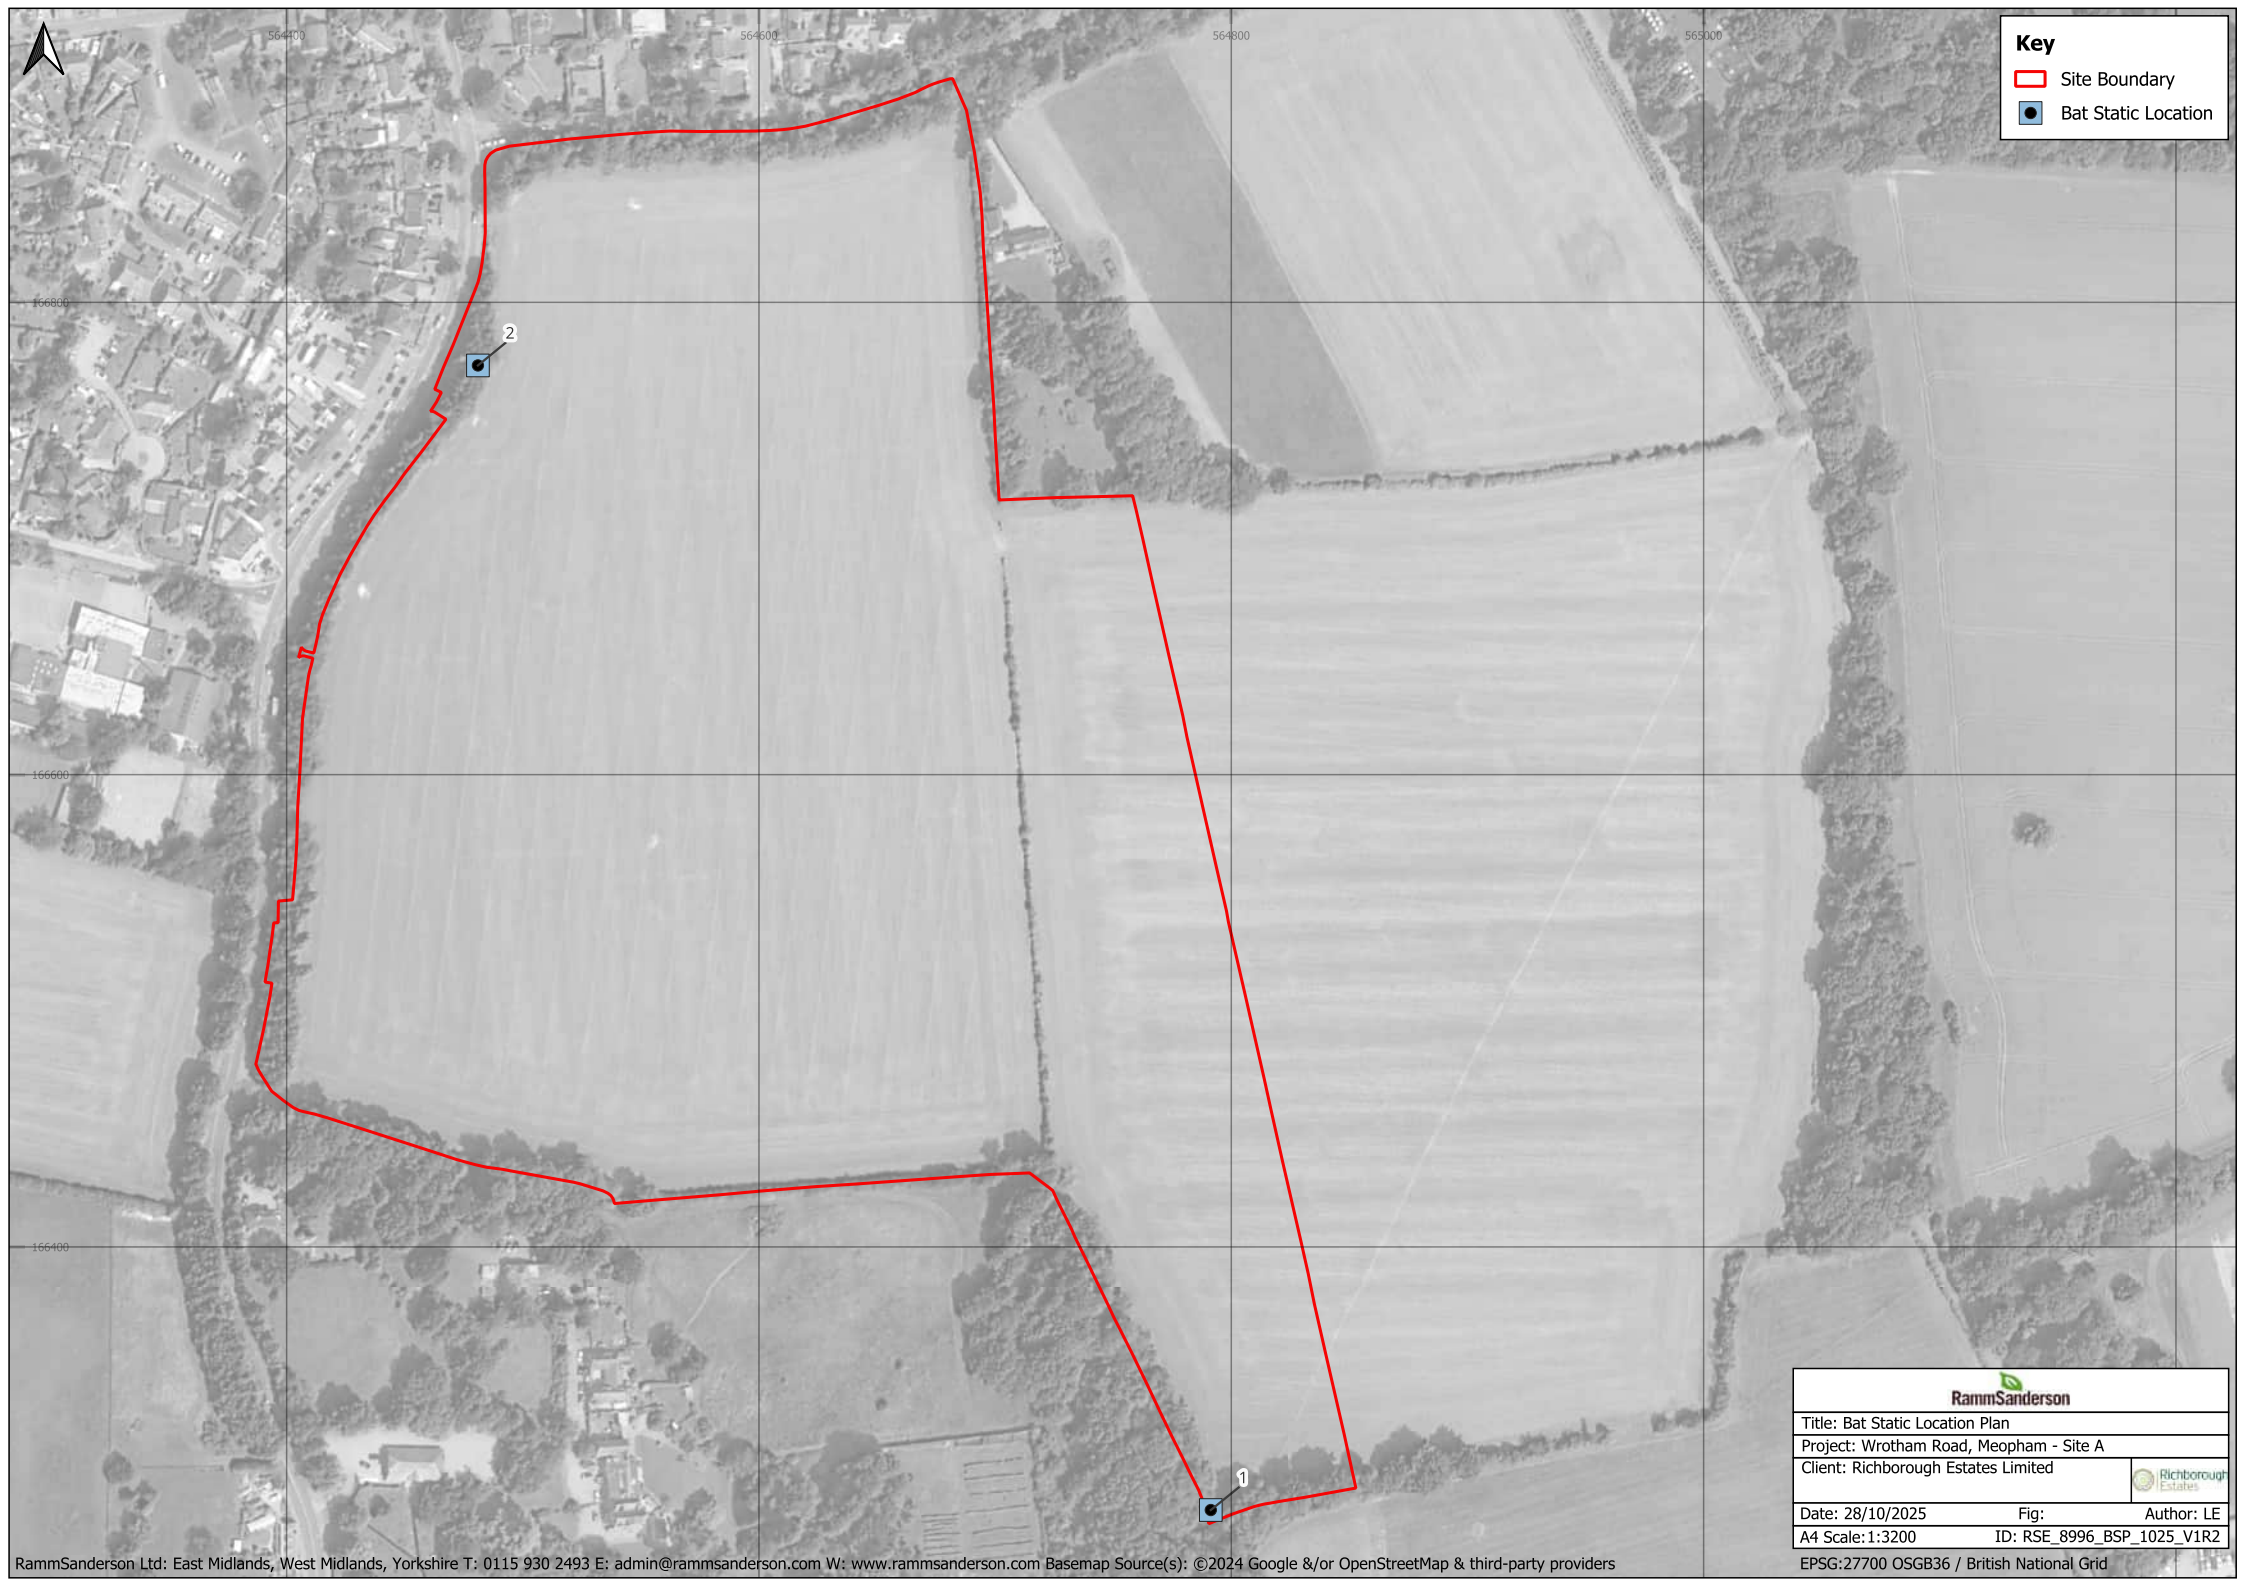 564400
564600
564800
565000
Key
Site Boundary
Bat Static Location
166800
2
166600
166400
1
RammSanderson
Title: Bat Static Location Plan
Project: Wrotham Road, Meopham - Site A
Client: Richborough Estates Limited
Richborough
Estates
Date: 28/10/2025 Fig: Author: LE
A4 Scale:1:3200 ID: RSE_8996_BSP_1025_V1R2
RammSanderson Ltd: East Midlands, West Midlands, Yorkshire T: 0115 930 2493 E: admin@rammsanderson.com W: www.rammsanderson.com Basemap Source(s): ©2024 Google &/or OpenStreetMap & third-party providers
EPSG:27700 OSGB36 / British National Grid